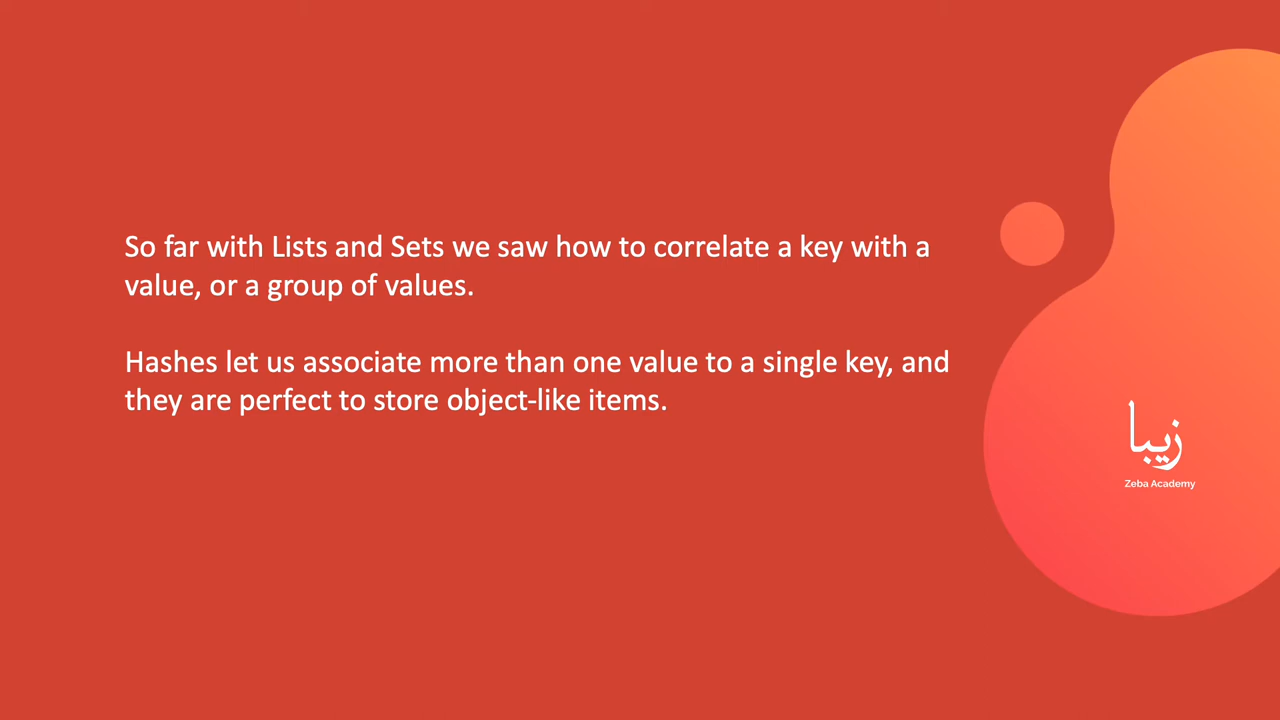 So far with Lists and Sets we saw how to correlate a key with a
value, or a group of values.
Hashes let us associate more than one value to a single key, and
they are perfect to store object-like items.
زيبا
Zeba Academy